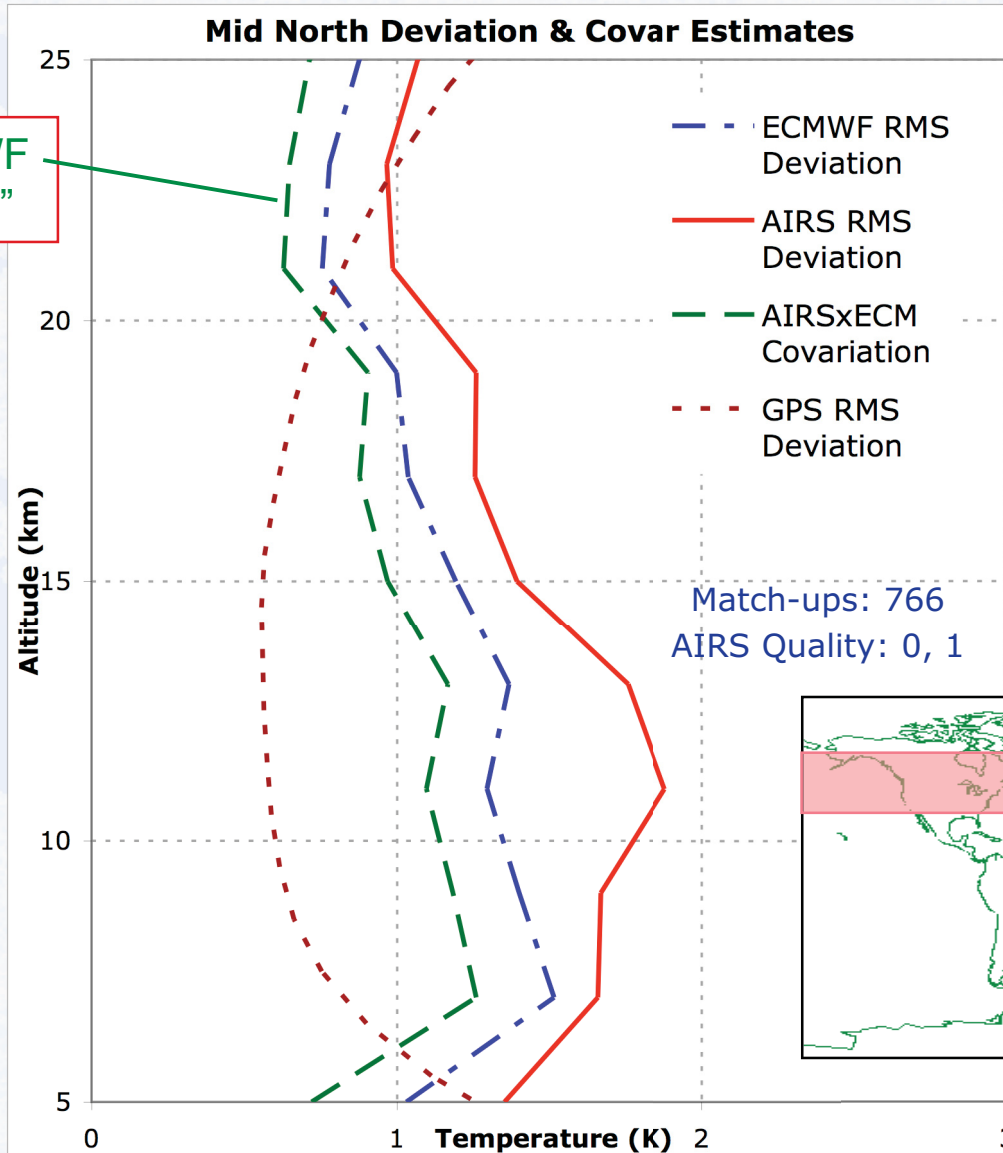 Mid North Deviation & Covar Estimates
25
20
15
10
5
Altitude (km)
ECMWF RMS
Deviation
AIRS RMS
Deviation
AIRSxECM
Covariation
GPS RMS
Deviation
Match-ups: 766
AIRS Quality: 0, 1
0
1
Temperature (K)
2